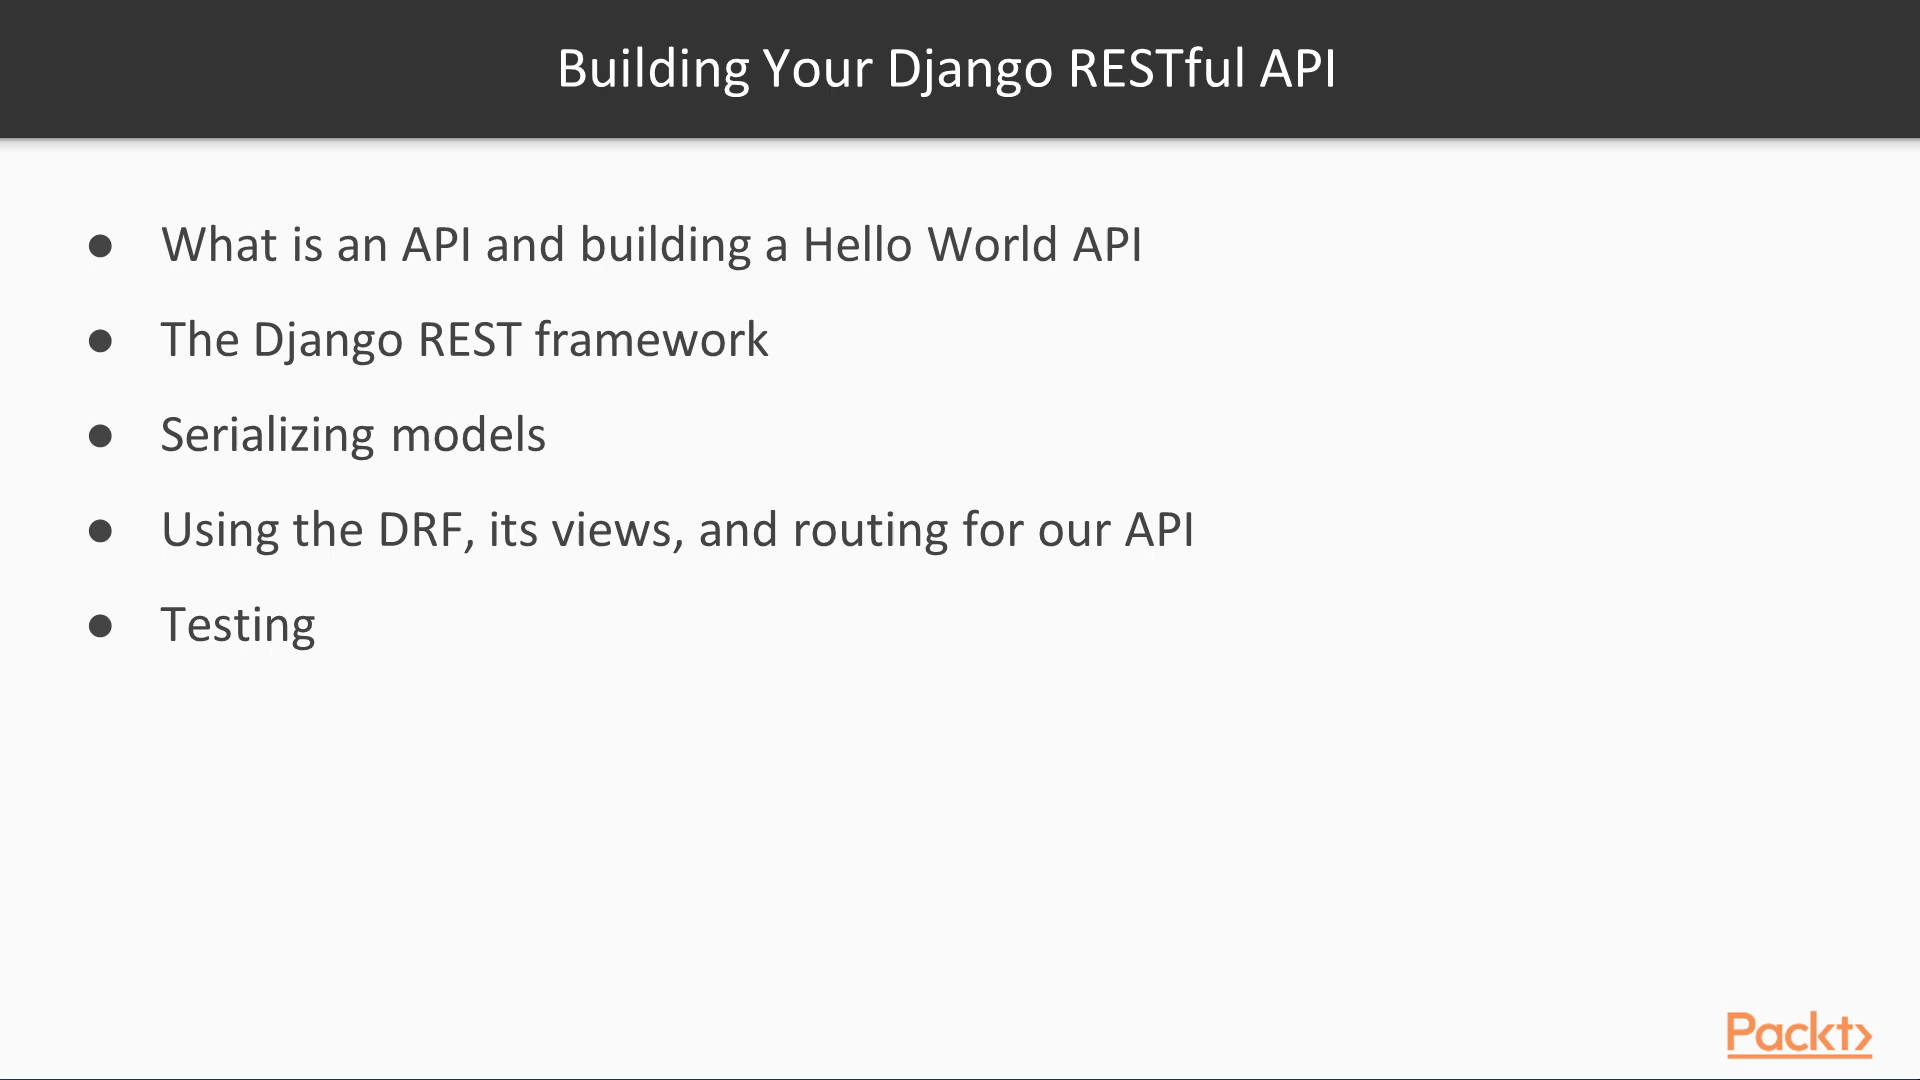 Building Your Django RESTful API
● What is an API and building a Hello World API
● The Django REST framework
● Serializing models
● Using the DRF, its views, and routing for our API
● Testing
Packt>